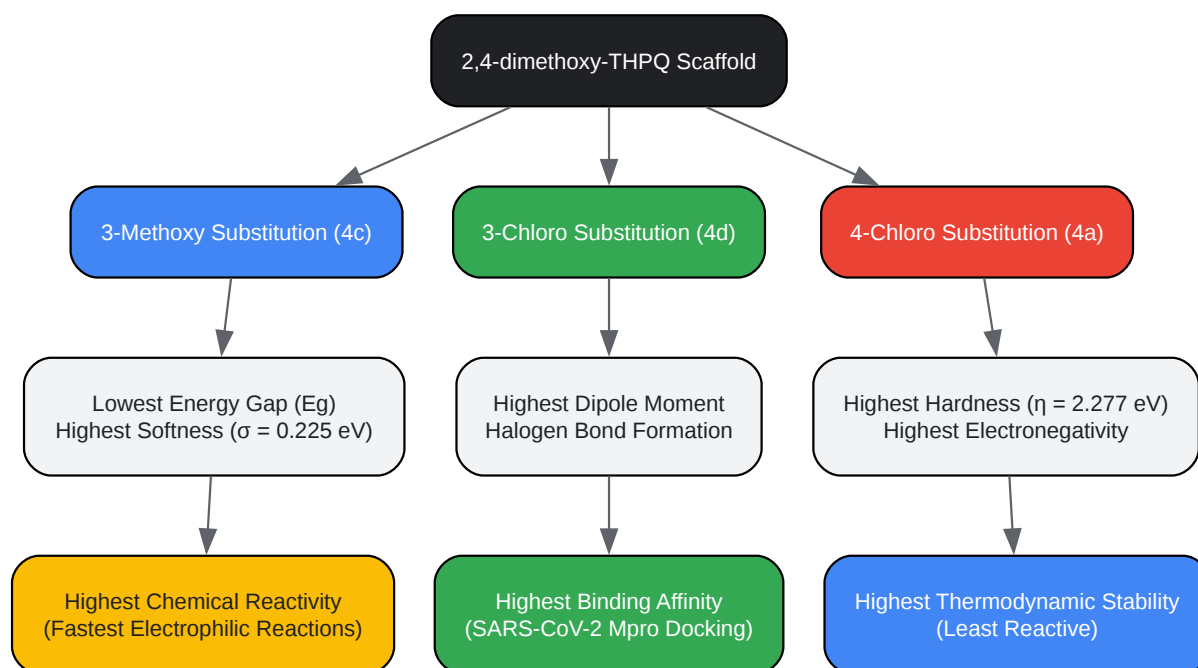 2,4-dimethoxy-THPQ Scaffold
3-Methoxy Substitution (4c)
3-Chloro Substitution (4d)
4-Chloro Substitution (4a)
Lowest Energy Gap (Eg)
Highest Softness (σ = 0.225 eV)
Highest Dipole Moment
Halogen Bond Formation
Highest Hardness (η = 2.277 eV)
Highest Electronegativity
Highest Chemical Reactivity
(Fastest Electrophilic Reactions)
Highest Binding Affinity
(SARS-CoV-2 Mpro Docking)
Highest Thermodynamic Stability
(Least Reactive)